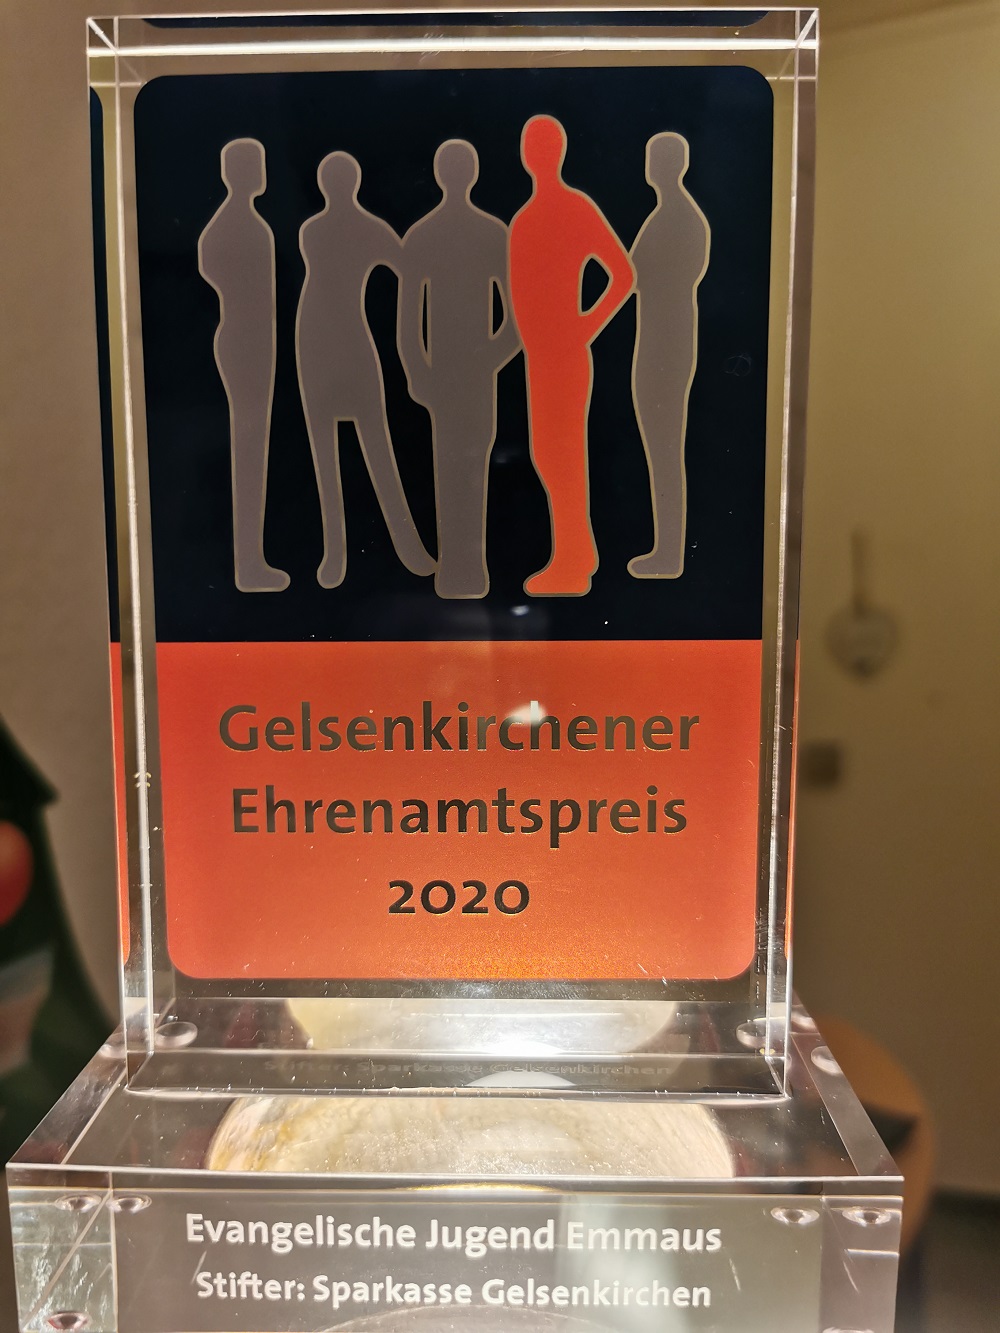 Gelsenkirchener
Ehrenamtspreis
2020
Evangelische Jugend Emmaus
Stifter: Sparkasse Gelsenkirchen